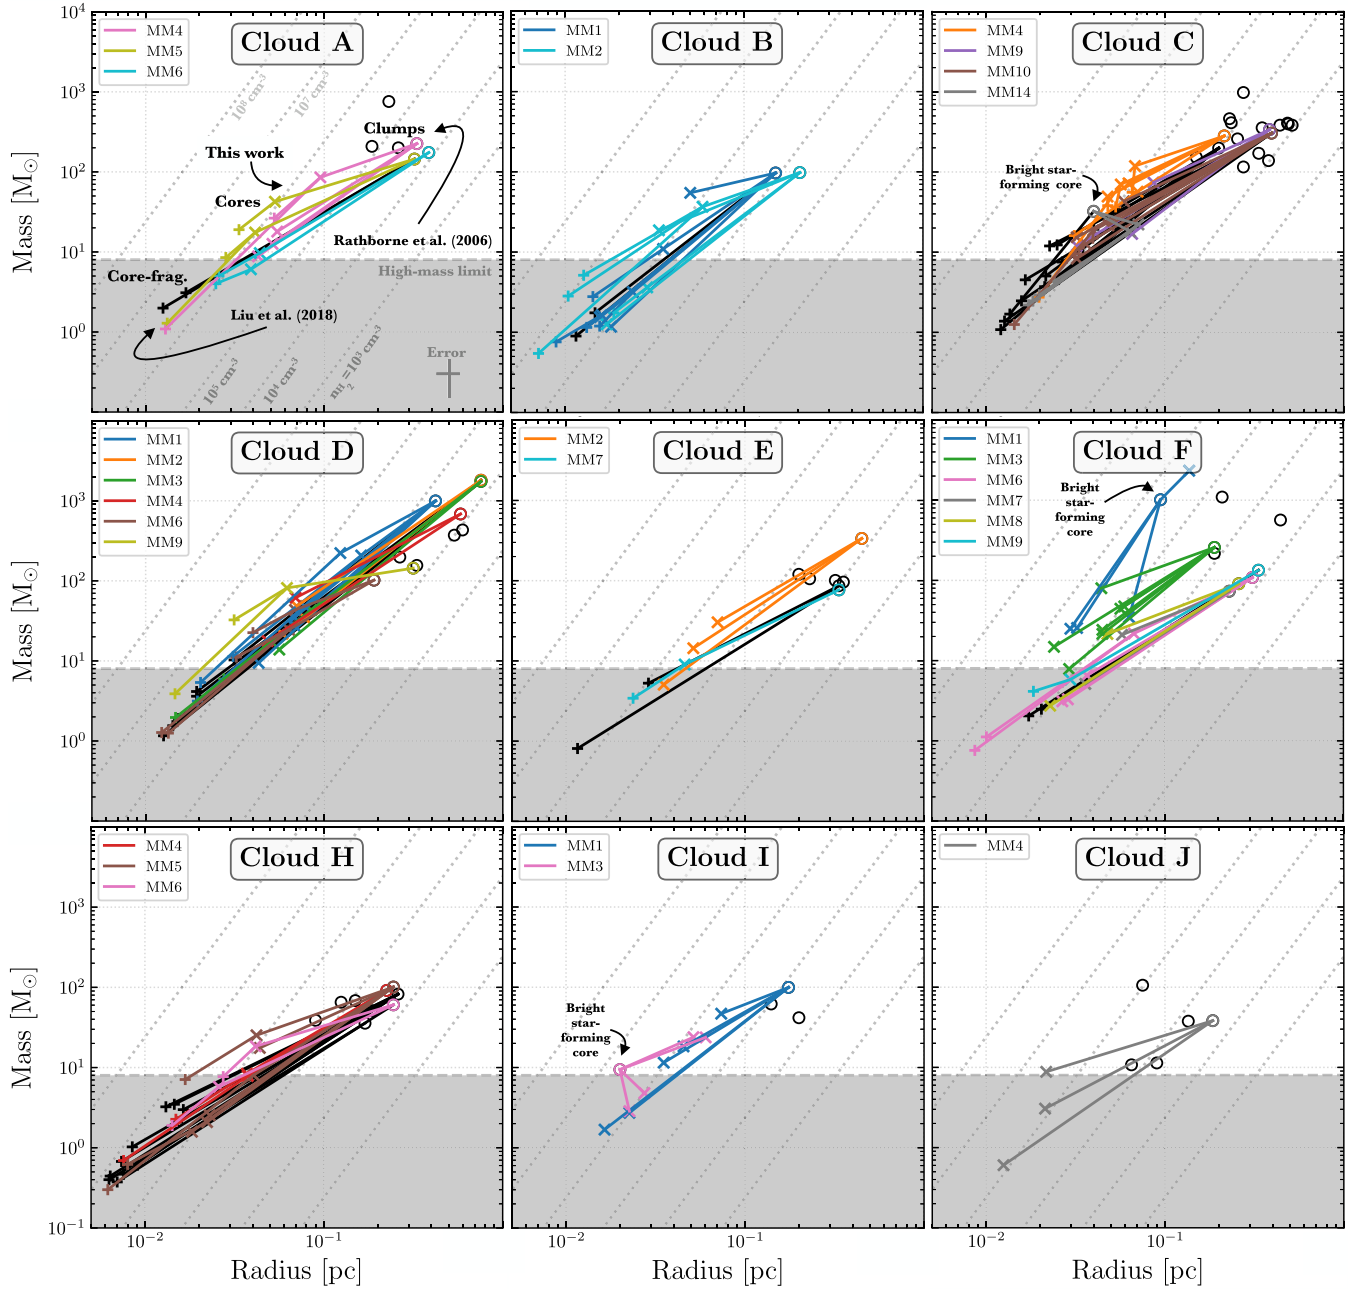 MM4
MM5
MM6
Cloud A
10⁸ cm⁻³
10⁷ cm⁻³
Clumps
This work
Cores
Rathborne et al. (2006)
High-mass limit
Core-frag.
Liu et al. (2018)
Error
10⁵ cm⁻³
10⁴ cm⁻³
n_H₂=10³ cm⁻³
MM1
MM2
Cloud B
MM4
MM9
MM10
MM14
Cloud C
Bright star-
forming core
10⁴
10³
10²
10¹
10⁰
Mass [M⊙]
MM1
MM2
MM3
MM4
MM6
MM9
Cloud D
MM2
MM7
Cloud E
MM1
MM3
MM6
MM7
MM8
MM9
Cloud F
Bright
star-
forming
core
10³
10²
10¹
10⁰
Mass [M⊙]
MM4
MM5
MM6
Cloud H
MM1
MM3
Cloud I
Bright
star-
forming
core
MM4
Cloud J
10³
10²
10¹
10⁰
10⁻¹
Mass [M⊙]
10⁻² 10⁻¹
10⁻² 10⁻¹
10⁻² 10⁻¹
Radius [pc]
Radius [pc]
Radius [pc]